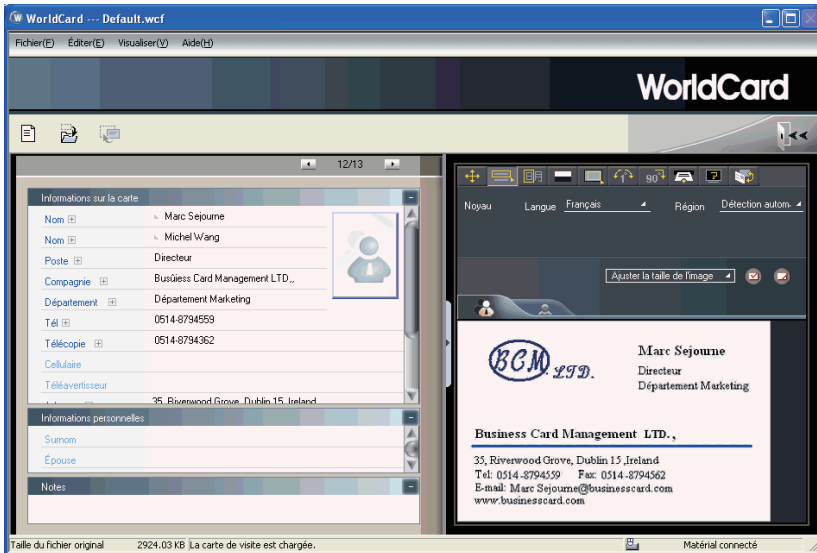 WorldCard --- Default.wcf
Fichier(F) Éditer(E) Visualiser(V) Aide(H)
WorldCard
12/13
Informations sur la carte
Nom Marc Sejourne
Nom Michel Wang
Poste Directeur
Compagnie Busûiess Card Management LTD,,
Département Département Marketing
Tél 0514-8794559
Télécopie 0514-8794362
Cellulaire
Téléavertisseur
35, Riverwood Grove, Dublin 15, Ireland
Informations personnelles
Surnom
Épouse
Notes
Noyau Langue Français Région Détection autom.
Ajuster la taille de l'image
BCM LTD.
Marc Sejourne
Directeur
Département Marketing
Business Card Management LTD. ,
35, Riverwood Grove, Dublin 15 ,Ireland
Tel: 0514-8794559 Fax: 0514-8794562
E-mail: Marc Sejourne@businesscard.com
www.businesscard.com
Taille du fichier original 2924.03 KB La carte de visite est chargée. Matérial connecté